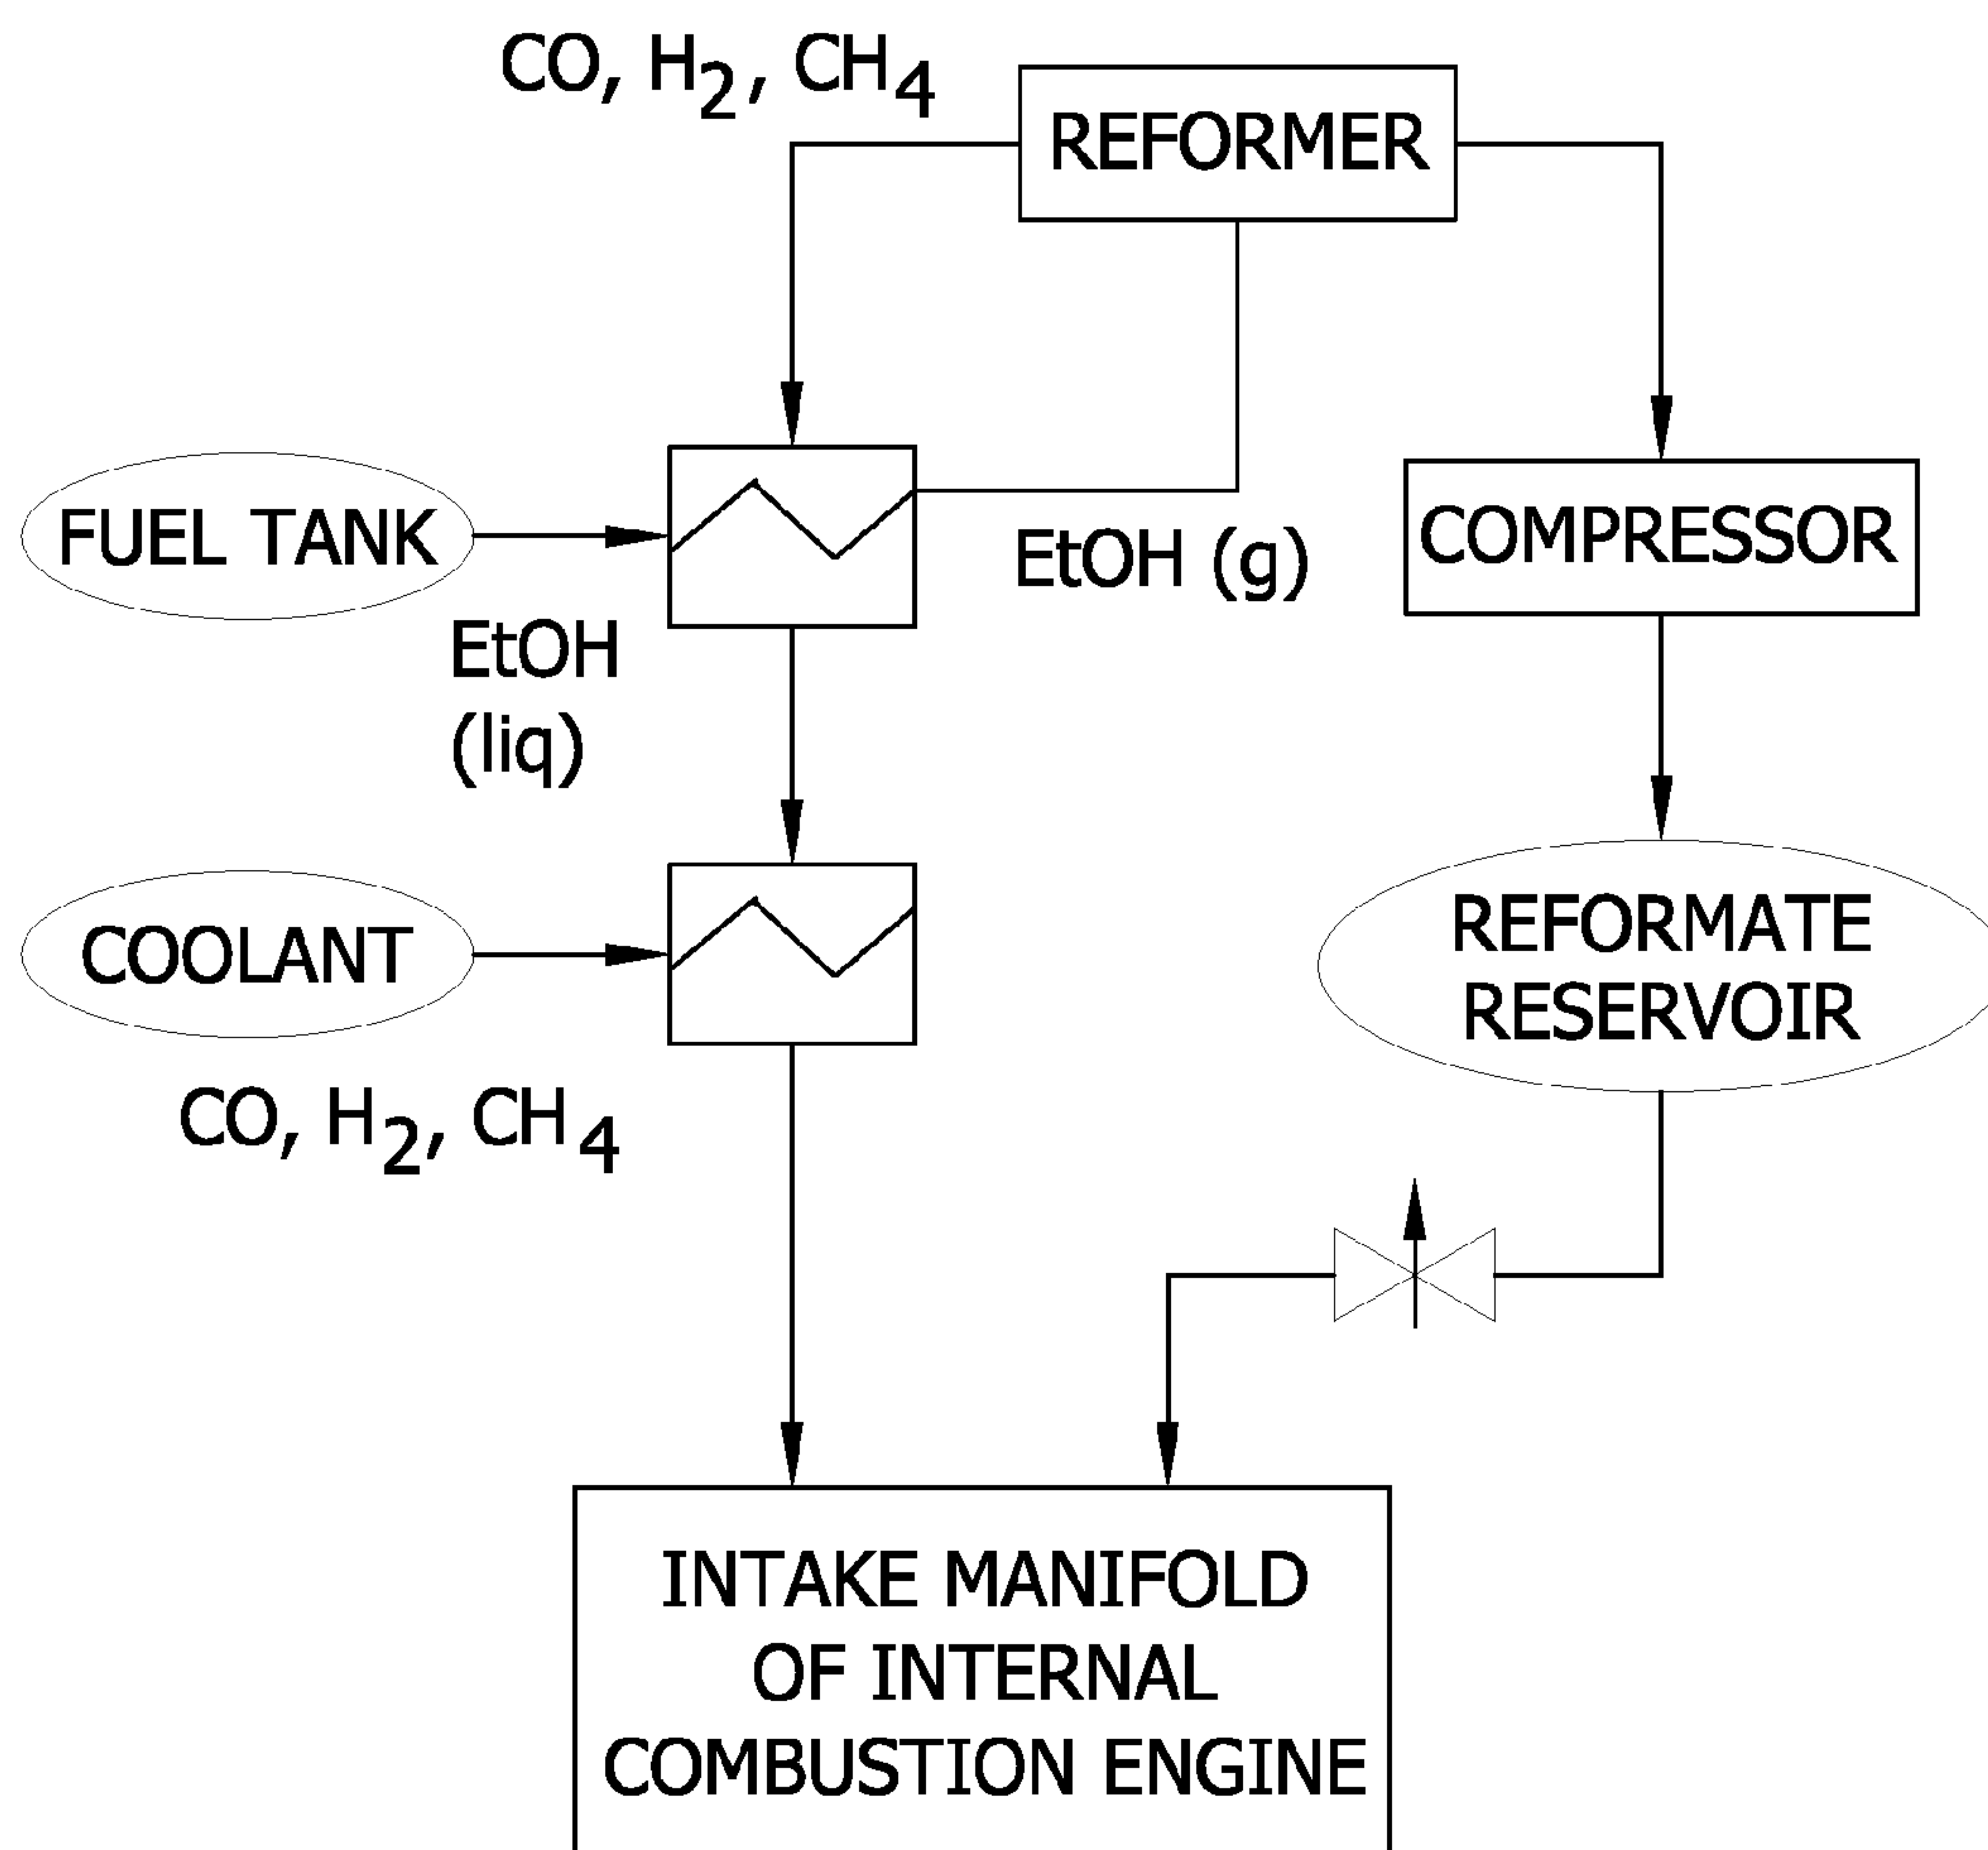 CO, H2, CH4
REFORMER
FUEL TANK
EtOH (g)
COMPRESSOR
EtOH
(liq)
COOLANT
REFORMATE
RESERVOIR
CO, H2, CH4
INTAKE MANIFOLD
OF INTERNAL
COMBUSTION ENGINE